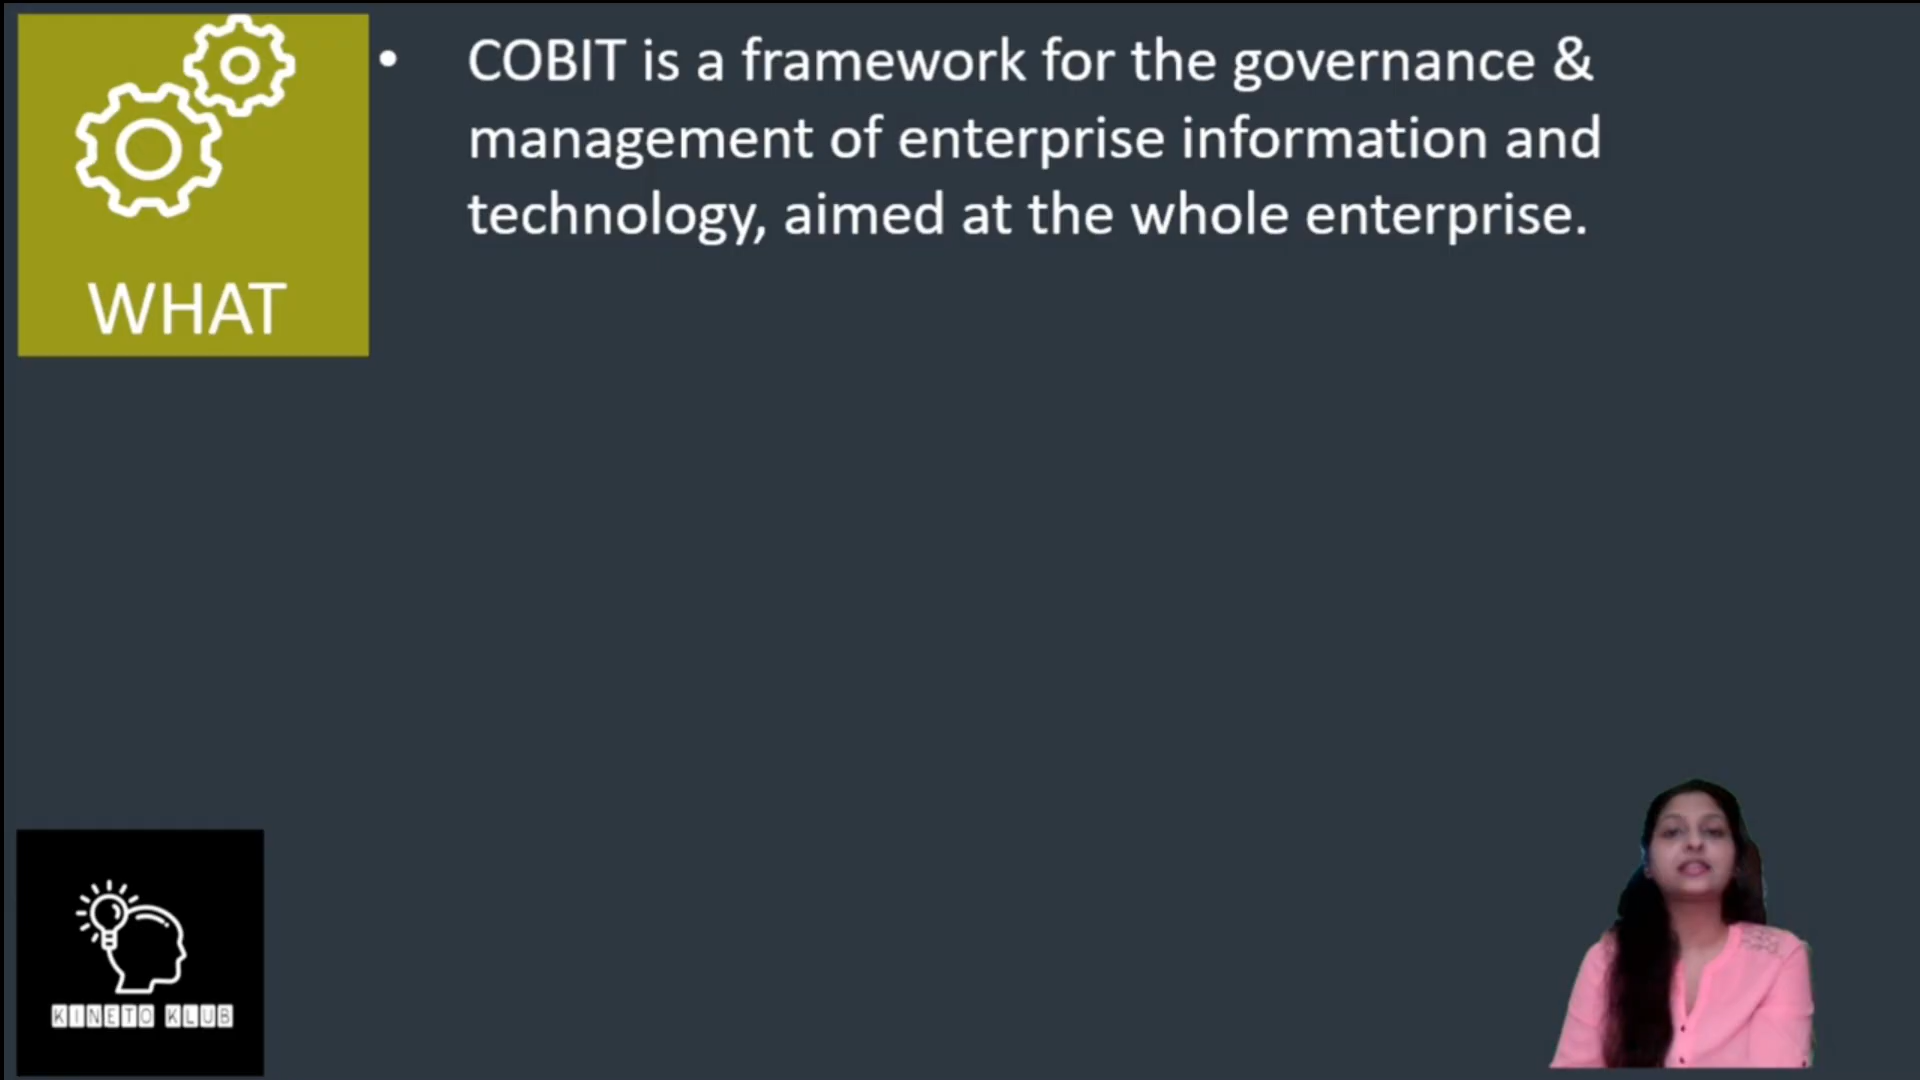 • COBIT is a framework for the governance &
management of enterprise information and
technology, aimed at the whole enterprise.
WHAT
KINETO KLUB